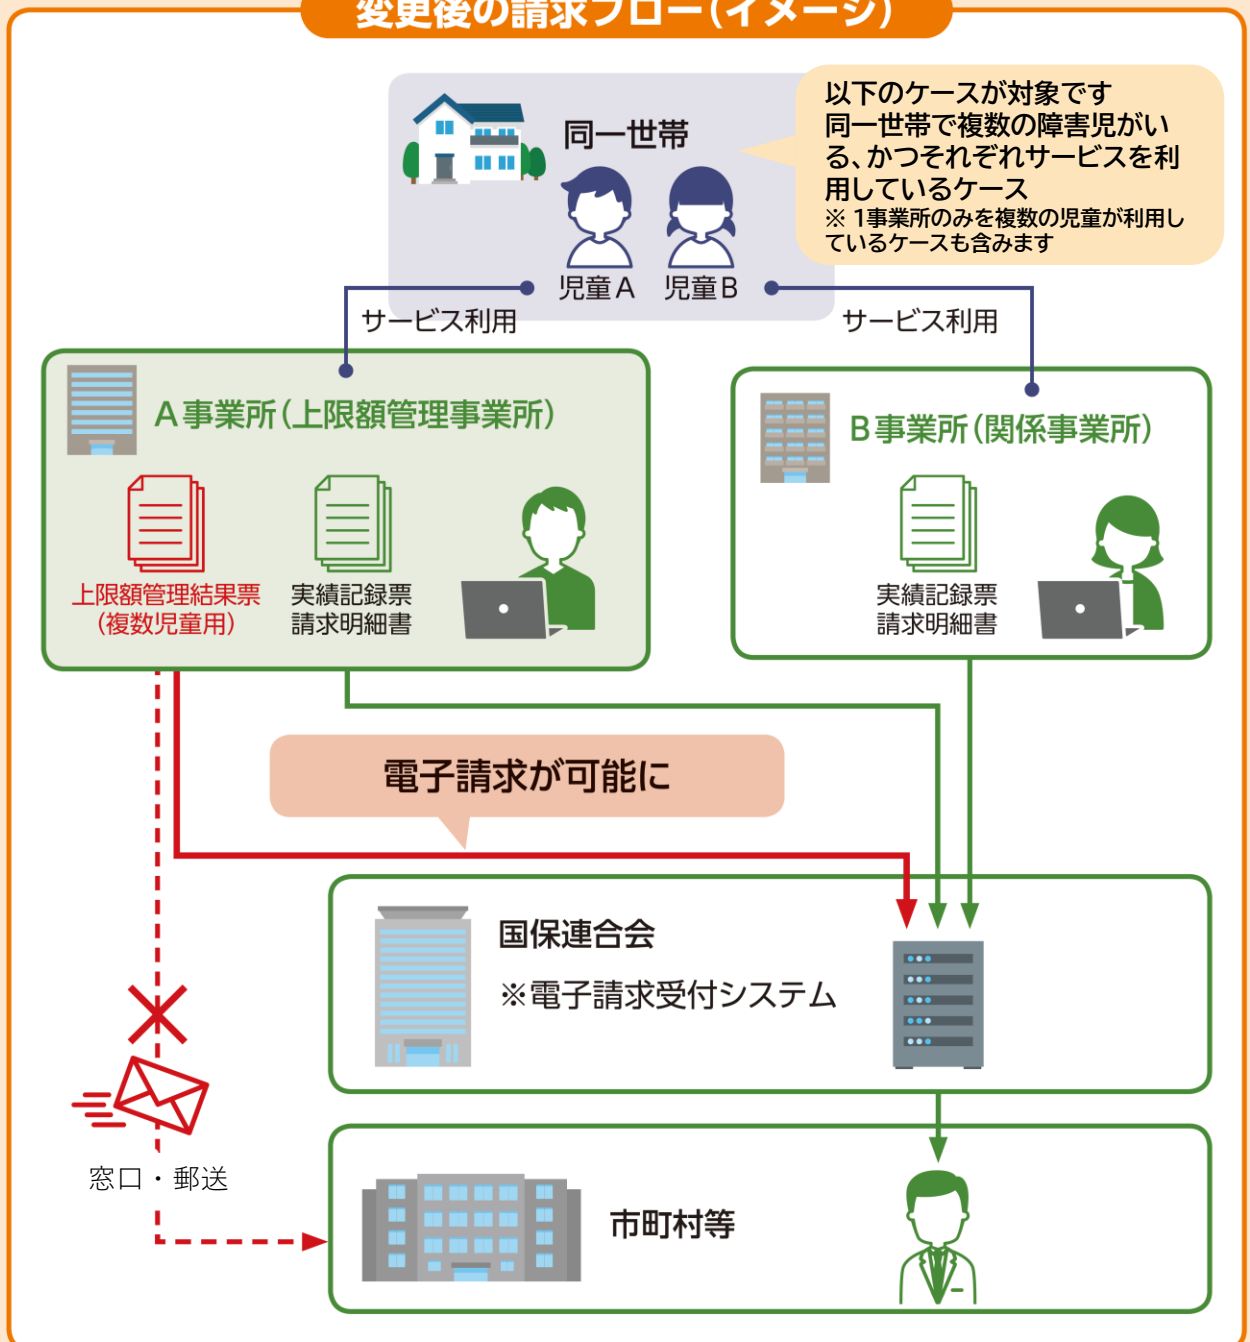 変更後の請求フロー(イメージ)
以下のケースが対象です
同一世帯で複数の障害児がい
る、かつそれぞれサービスを利
用しているケース
※ 1事業所のみを複数の児童が利用し
ているケースも含みます
同一世帯
児童A 児童B
サービス利用 サービス利用
A事業所(上限額管理事業所)
上限額管理結果票
(複数児童用)
実績記録票
請求明細書
B事業所(関係事業所)
実績記録票
請求明細書
電子請求が可能に
国保連合会
※電子請求受付システム
窓口・郵送
市町村等